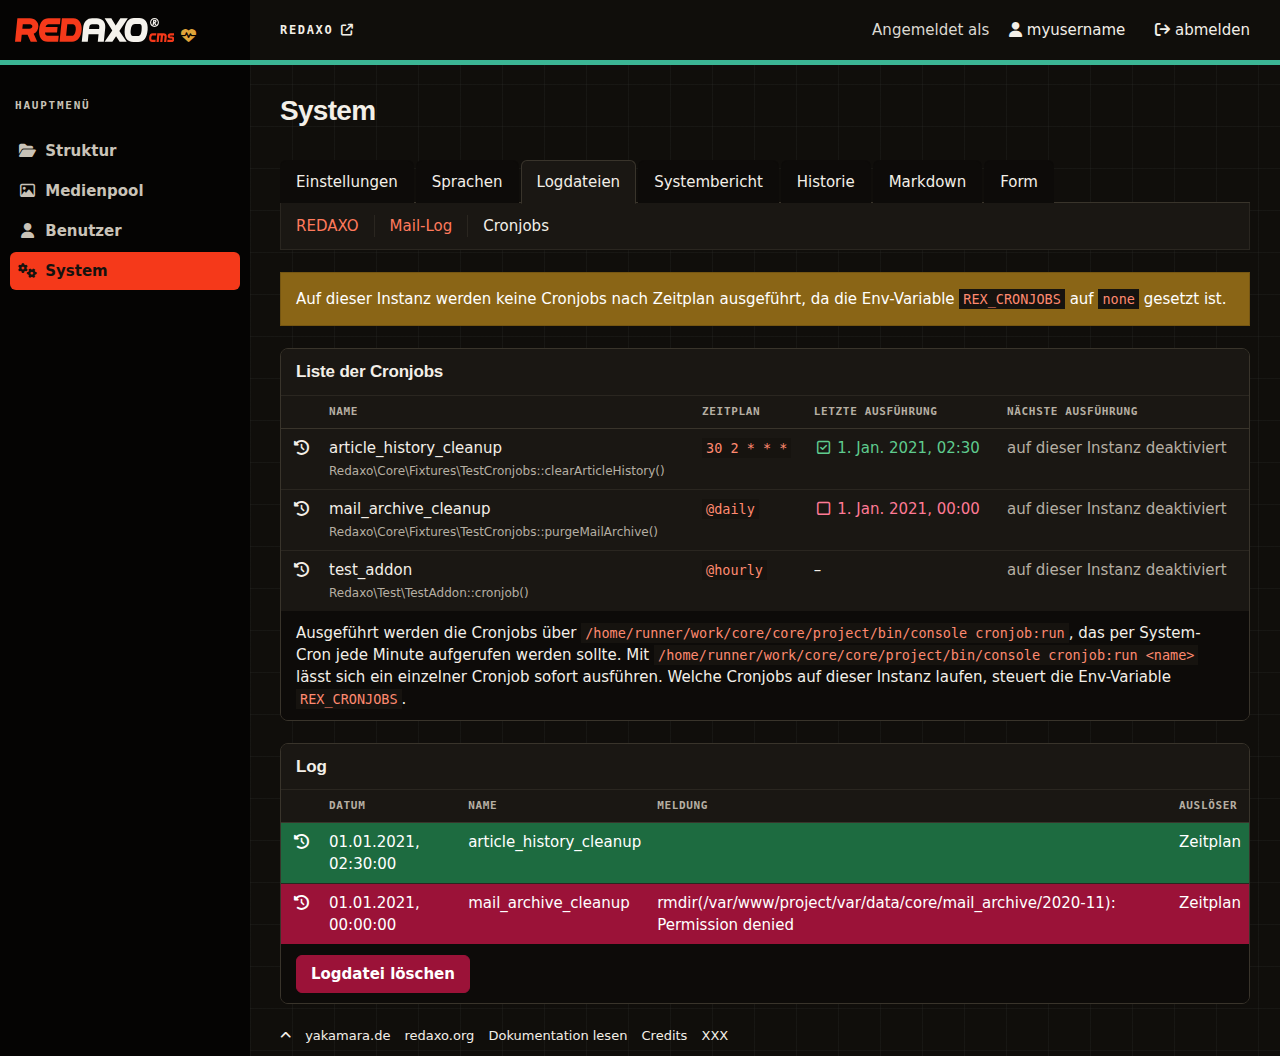 REDAXO® cms
REDAXO
Angemeldet als myusername abmelden
HAUPTMENÜ
Struktur
Medienpool
Benutzer
System
System
Einstellungen Sprachen Logdateien Systembericht Historie Markdown Form
REDAXO Mail-Log Cronjobs
Auf dieser Instanz werden keine Cronjobs nach Zeitplan ausgeführt, da die Env-Variable REX_CRONJOBS auf none gesetzt ist.
Liste der Cronjobs
NAME ZEITPLAN LETZTE AUSFÜHRUNG NÄCHSTE AUSFÜHRUNG
article_history_cleanup 30 2 * * * 1. Jan. 2021, 02:30 auf dieser Instanz deaktiviert
Redaxo\Core\Fixtures\TestCronjobs::clearArticleHistory()
mail_archive_cleanup @daily 1. Jan. 2021, 00:00 auf dieser Instanz deaktiviert
Redaxo\Core\Fixtures\TestCronjobs::purgeMailArchive()
test_addon @hourly – auf dieser Instanz deaktiviert
Redaxo\Test\TestAddon::cronjob()
Ausgeführt werden die Cronjobs über /home/runner/work/core/core/project/bin/console cronjob:run, das per System-
Cron jede Minute aufgerufen werden sollte. Mit /home/runner/work/core/core/project/bin/console cronjob:run <name>
lässt sich ein einzelner Cronjob sofort ausführen. Welche Cronjobs auf dieser Instanz laufen, steuert die Env-Variable
REX_CRONJOBS.
Log
DATUM NAME MELDUNG AUSLÖSER
01.01.2021, article_history_cleanup Zeitplan
02:30:00
01.01.2021, mail_archive_cleanup rmdir(/var/www/project/var/data/core/mail_archive/2020-11): Zeitplan
00:00:00 Permission denied
Logdatei löschen
yakamara.de redaxo.org Dokumentation lesen Credits XXX